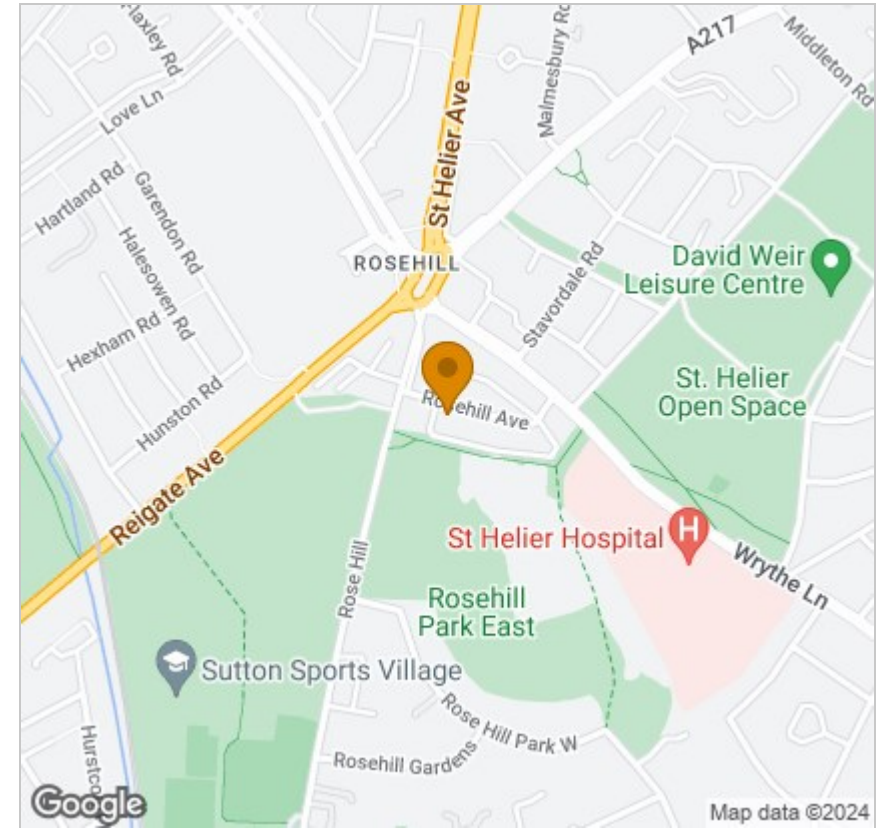 Haxley Rd
Love Ln
Malmesbury Rd
A217
Middleton Rd
St Helier Ave
Hartland Rd
Garendon Rd
Halesowen Rd
ROSEHILL
Stavordale Rd
David Weir
Leisure Centre
Hexham Rd
Hunston Rd
St. Helier
Open Space
Rosehill Ave
Reigate Ave
St Helier Hospital
H
Wrythe Ln
Rose Hill
Rosehill
Park East
Sutton Sports Village
Rose Hill Park W
Rosehill Gardens
Hurstco
Google
Map data ©2024